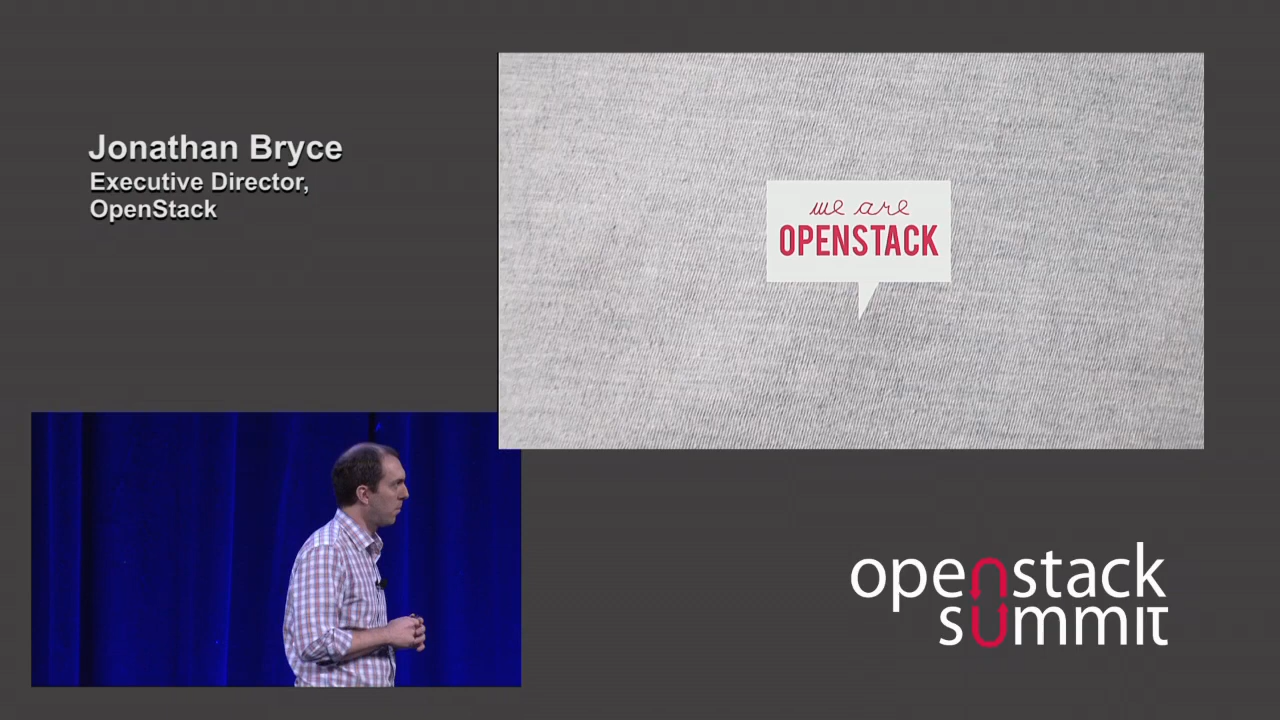 Jonathan Bryce
Executive Director,
OpenStack
we are
OPENSTACK
openstack
summit